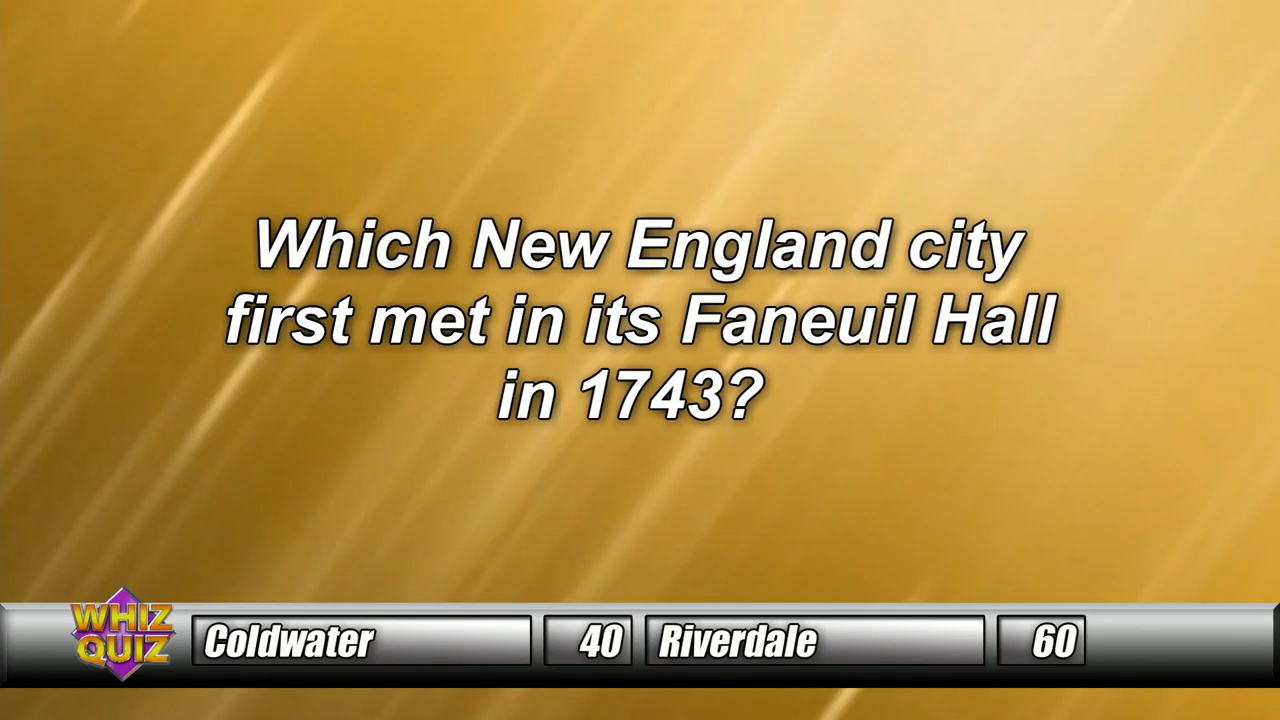 Which New England city
first met in its Faneuil Hall
in 1743?
WHIZ
QUIZ
Coldwater 40 Riverdale 60